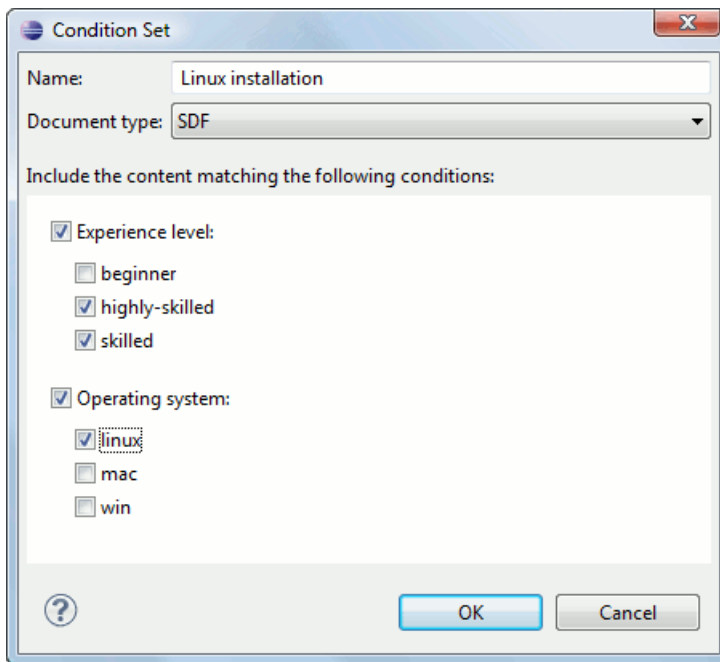 Condition Set
Name: Linux installation
Document type: SDF
Include the content matching the following conditions:
Experience level:
beginner
highly-skilled
skilled
Operating system:
linux
mac
win
? OK Cancel